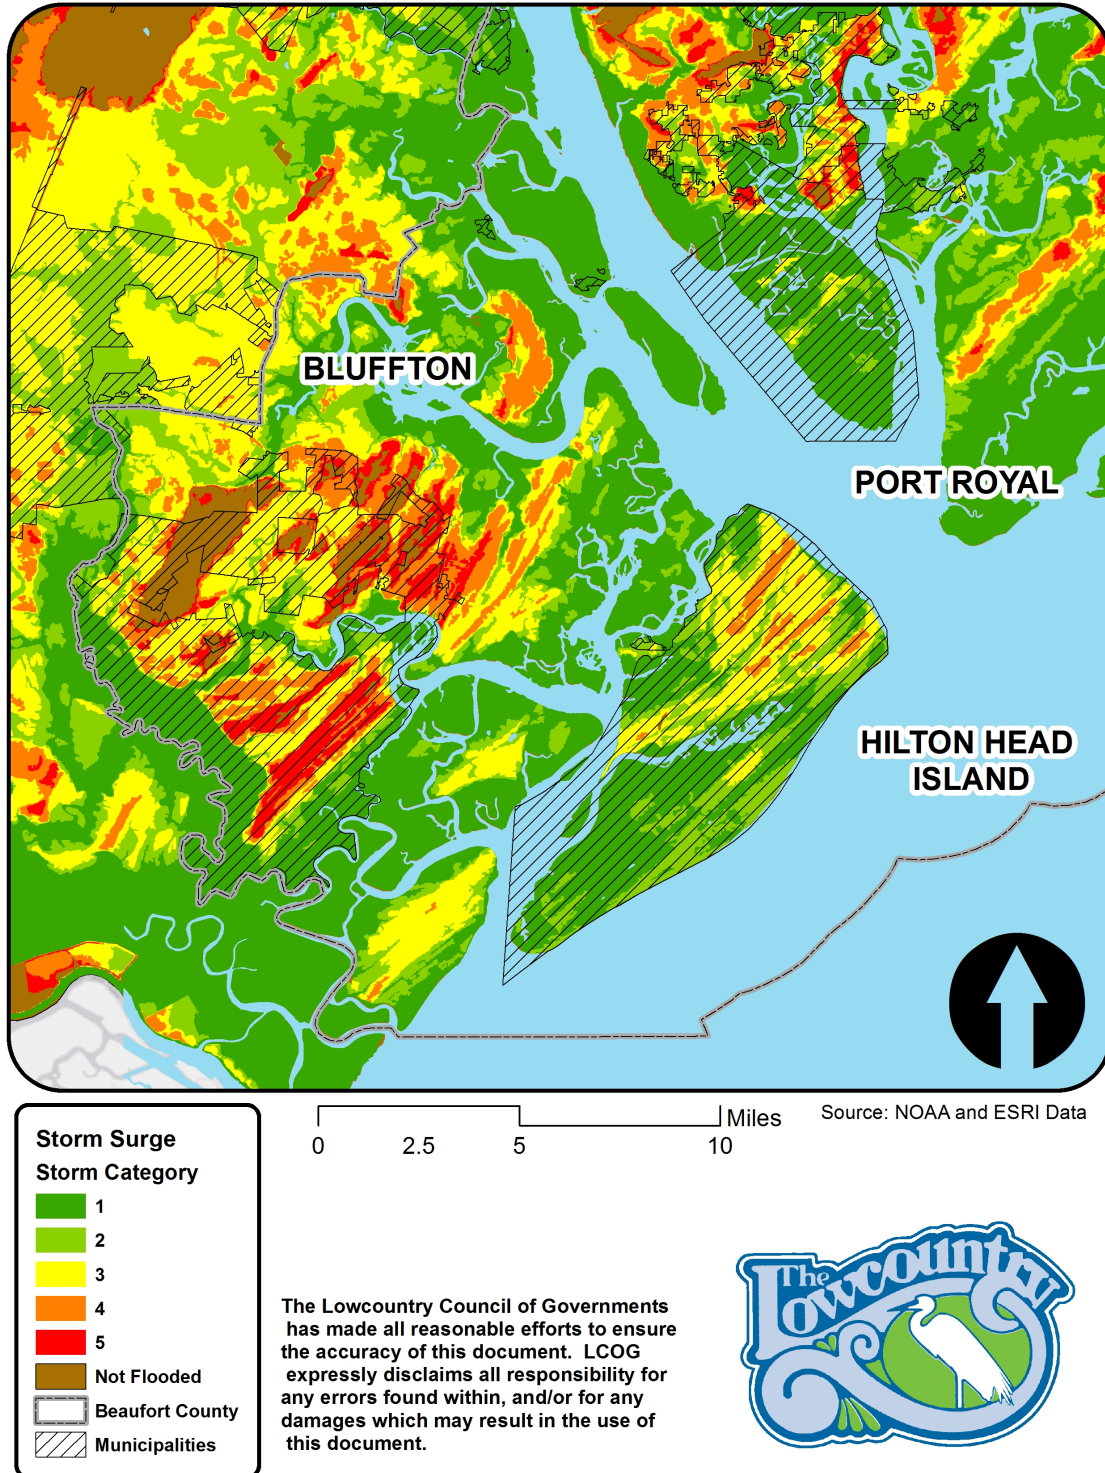 BLUFFTON
PORT ROYAL
HILTON HEAD
ISLAND
Miles
0 2.5 5 10
Source: NOAA and ESRI Data
Storm Surge
Storm Category
1
2
3
4
5
Not Flooded
Beaufort County
Municipalities
The Lowcountry Council of Governments
has made all reasonable efforts to ensure
the accuracy of this document. LCOG
expressly disclaims all responsibility for
any errors found within, and/or for any
damages which may result in the use of
this document.
The
Lowcountry